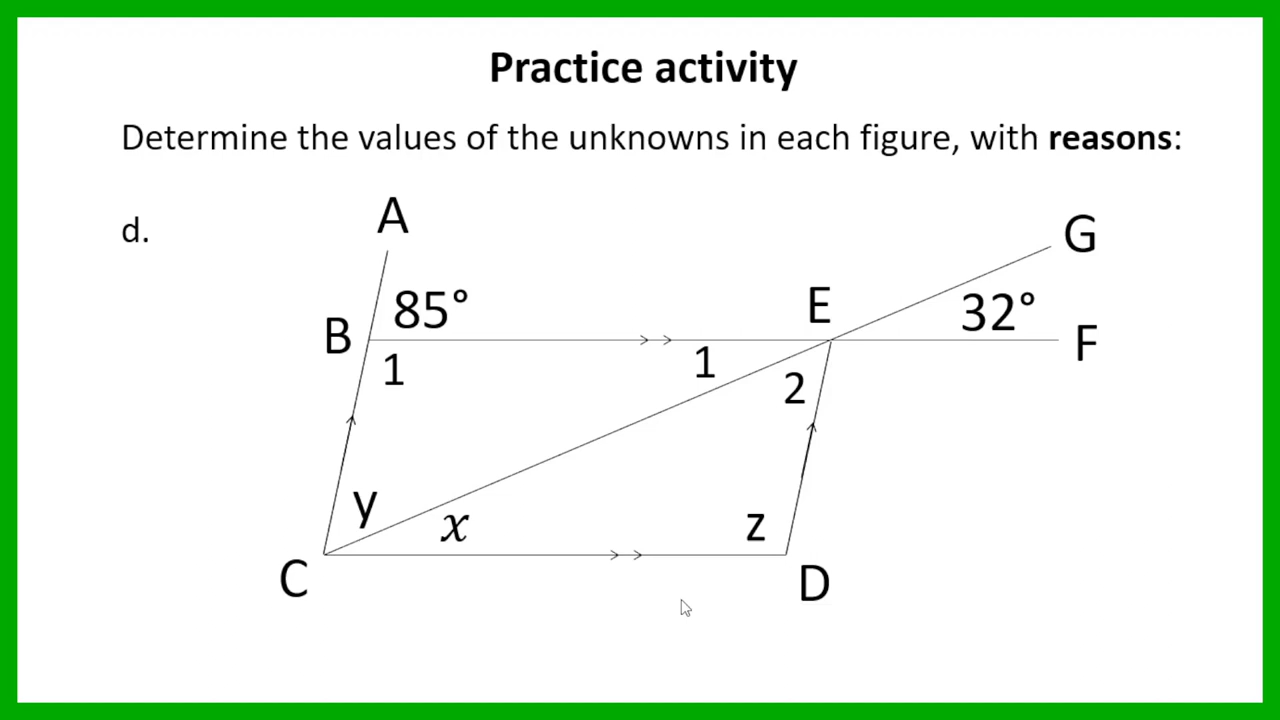 Practice activity
Determine the values of the unknowns in each figure, with reasons:
d.
A
G
85°
E
32°
B
F
1
1
2
y
x
z
C
D